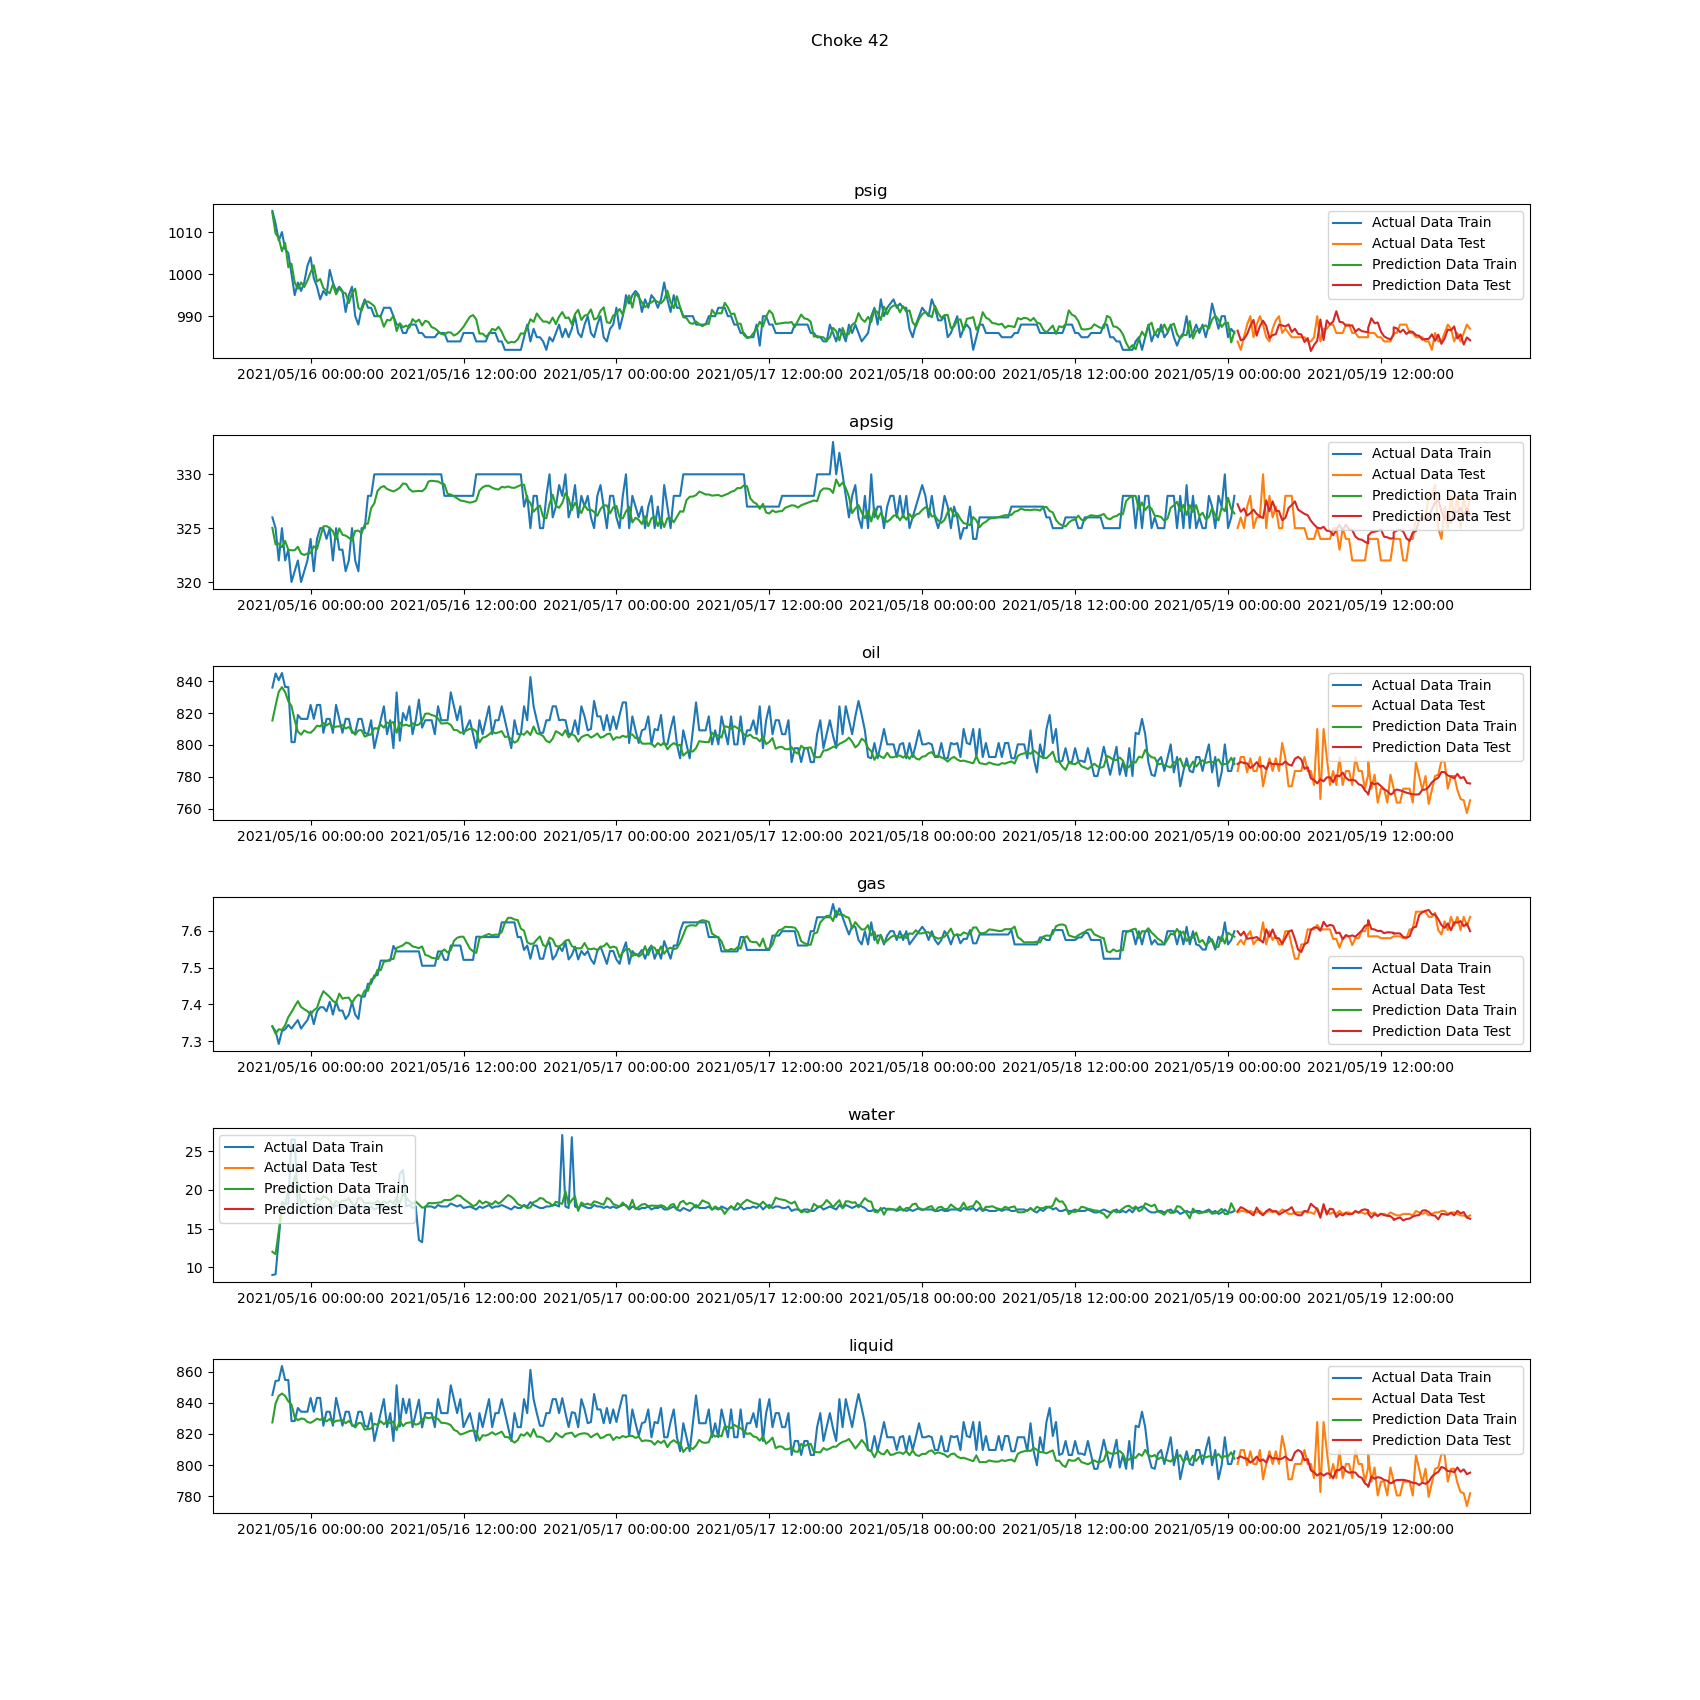 Choke 42
psig
1010
1000
990
Actual Data Train
Actual Data Test
Prediction Data Train
Prediction Data Test
2021/05/16 00:00:00 2021/05/16 12:00:00 2021/05/17 00:00:00 2021/05/17 12:00:00 2021/05/18 00:00:00 2021/05/18 12:00:00 2021/05/19 00:00:00 2021/05/19 12:00:00
apsig
330
325
320
Actual Data Train
Actual Data Test
Prediction Data Train
Prediction Data Test
2021/05/16 00:00:00 2021/05/16 12:00:00 2021/05/17 00:00:00 2021/05/17 12:00:00 2021/05/18 00:00:00 2021/05/18 12:00:00 2021/05/19 00:00:00 2021/05/19 12:00:00
oil
840
820
800
780
760
Actual Data Train
Actual Data Test
Prediction Data Train
Prediction Data Test
2021/05/16 00:00:00 2021/05/16 12:00:00 2021/05/17 00:00:00 2021/05/17 12:00:00 2021/05/18 00:00:00 2021/05/18 12:00:00 2021/05/19 00:00:00 2021/05/19 12:00:00
gas
7.6
7.5
7.4
7.3
Actual Data Train
Actual Data Test
Prediction Data Train
Prediction Data Test
2021/05/16 00:00:00 2021/05/16 12:00:00 2021/05/17 00:00:00 2021/05/17 12:00:00 2021/05/18 00:00:00 2021/05/18 12:00:00 2021/05/19 00:00:00 2021/05/19 12:00:00
water
25
20
15
10
Actual Data Train
Actual Data Test
Prediction Data Train
Prediction Data Test
2021/05/16 00:00:00 2021/05/16 12:00:00 2021/05/17 00:00:00 2021/05/17 12:00:00 2021/05/18 00:00:00 2021/05/18 12:00:00 2021/05/19 00:00:00 2021/05/19 12:00:00
liquid
860
840
820
800
780
Actual Data Train
Actual Data Test
Prediction Data Train
Prediction Data Test
2021/05/16 00:00:00 2021/05/16 12:00:00 2021/05/17 00:00:00 2021/05/17 12:00:00 2021/05/18 00:00:00 2021/05/18 12:00:00 2021/05/19 00:00:00 2021/05/19 12:00:00